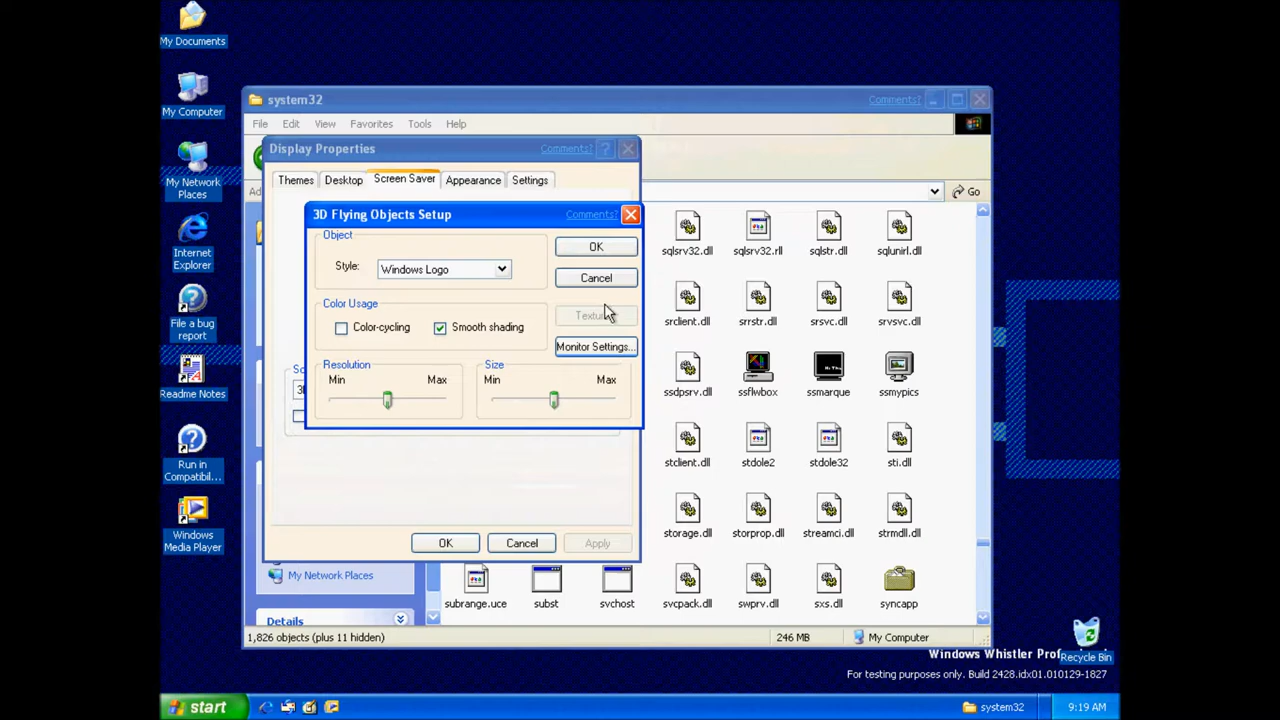 My Documents
My Computer
My Network
Places
Internet
Explorer
File a bug
report
Readme Notes
Run in
Compatibil...
Windows
Media Player
system32
Comments?
File Edit View Favorites Tools Help
Go
Display Properties
Comments?
Themes Desktop Screen Saver Appearance Settings
3D Flying Objects Setup
Comments?
Object
Style: Windows Logo
OK
Cancel
Color Usage
Color-cycling Smooth shading
Monitor Settings...
Resolution
Min Max
Size
Min Max
OK Cancel Apply
sqlsrv32.dll sqlsrv32.rll sqlstr.dll sqlunirl.dll
srclient.dll srrstr.dll srsvc.dll srvsvc.dll
ssdpsrv.dll ssflwbox ssmarque ssmypics
stclient.dll stdole2 stdole32 sti.dll
storage.dll storprop.dll streamci.dll strmdll.dll
subrange.uce subst svchost svcpack.dll swprv.dll sxs.dll syncapp
My Network Places
Details
1,826 objects (plus 11 hidden) 246 MB My Computer
Recycle Bin
Windows Whistler
For testing purposes only. Build 2428.idx01.010129-1827
start system32 9:19 AM